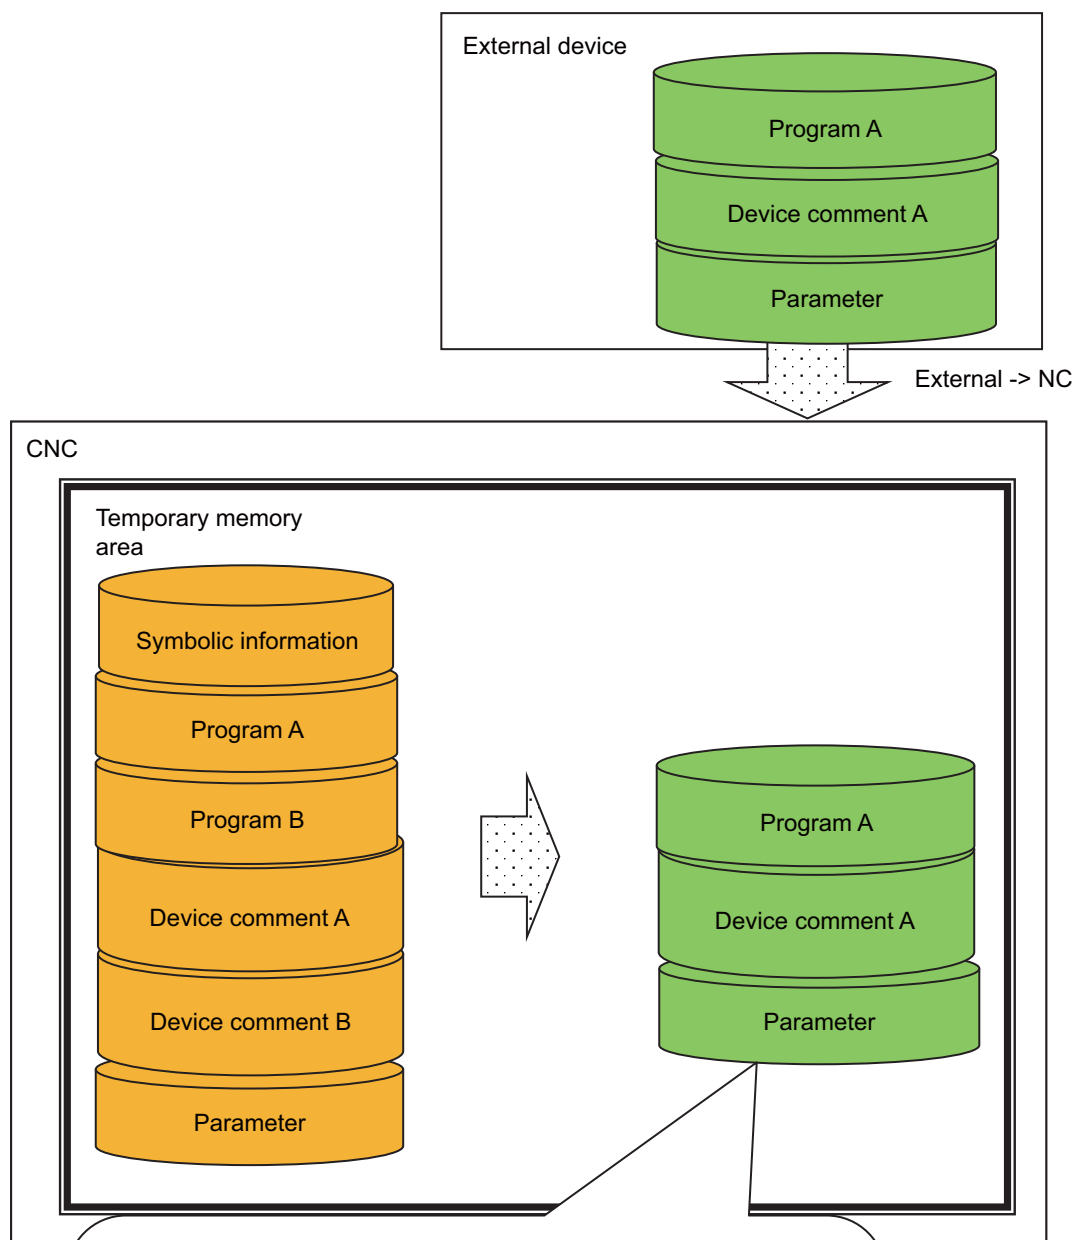 External device
Program A
Device comment A
Parameter
External -> NC
CNC
Temporary memory
area
Symbolic information
Program A
Program B
Device comment A
Device comment B
Parameter
Program A
Device comment A
Parameter